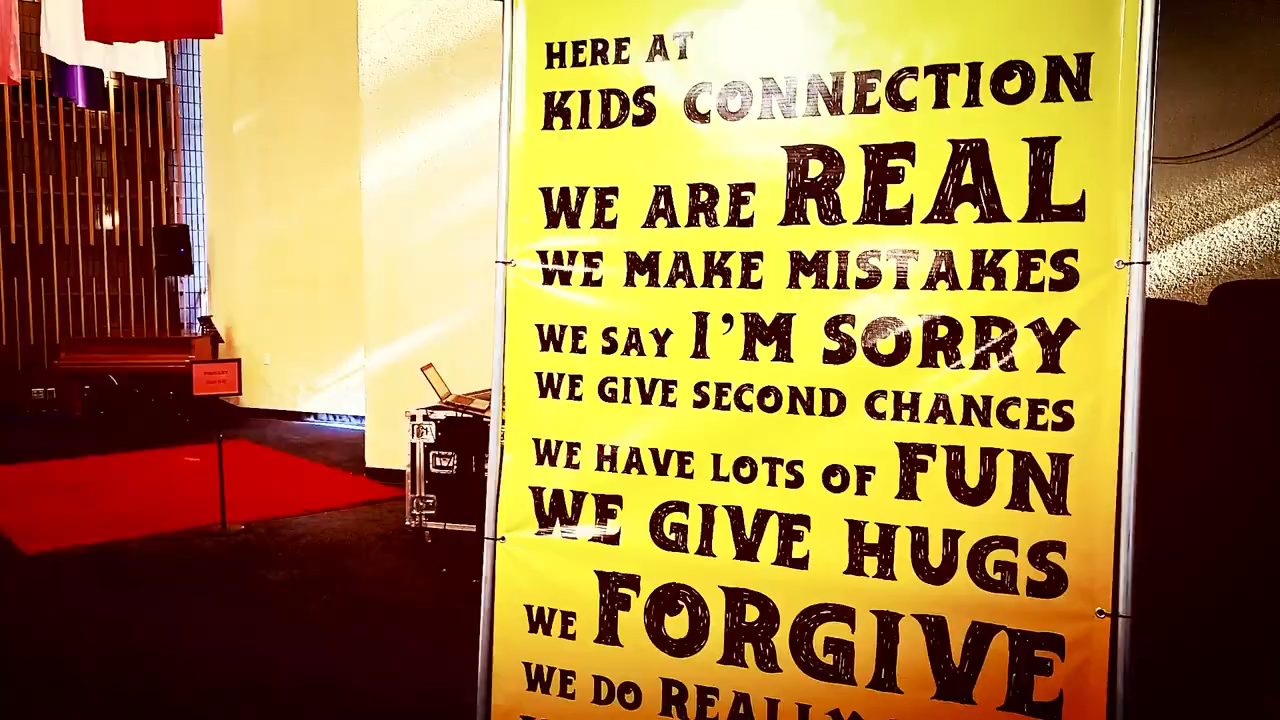 HERE AT
KIDS CONNECTION
WE ARE REAL
WE MAKE MISTAKES
WE SAY I'M SORRY
WE GIVE SECOND CHANCES
WE HAVE LOTS OF FUN
WE GIVE HUGS
WE FORGIVE
WE DO REALLY